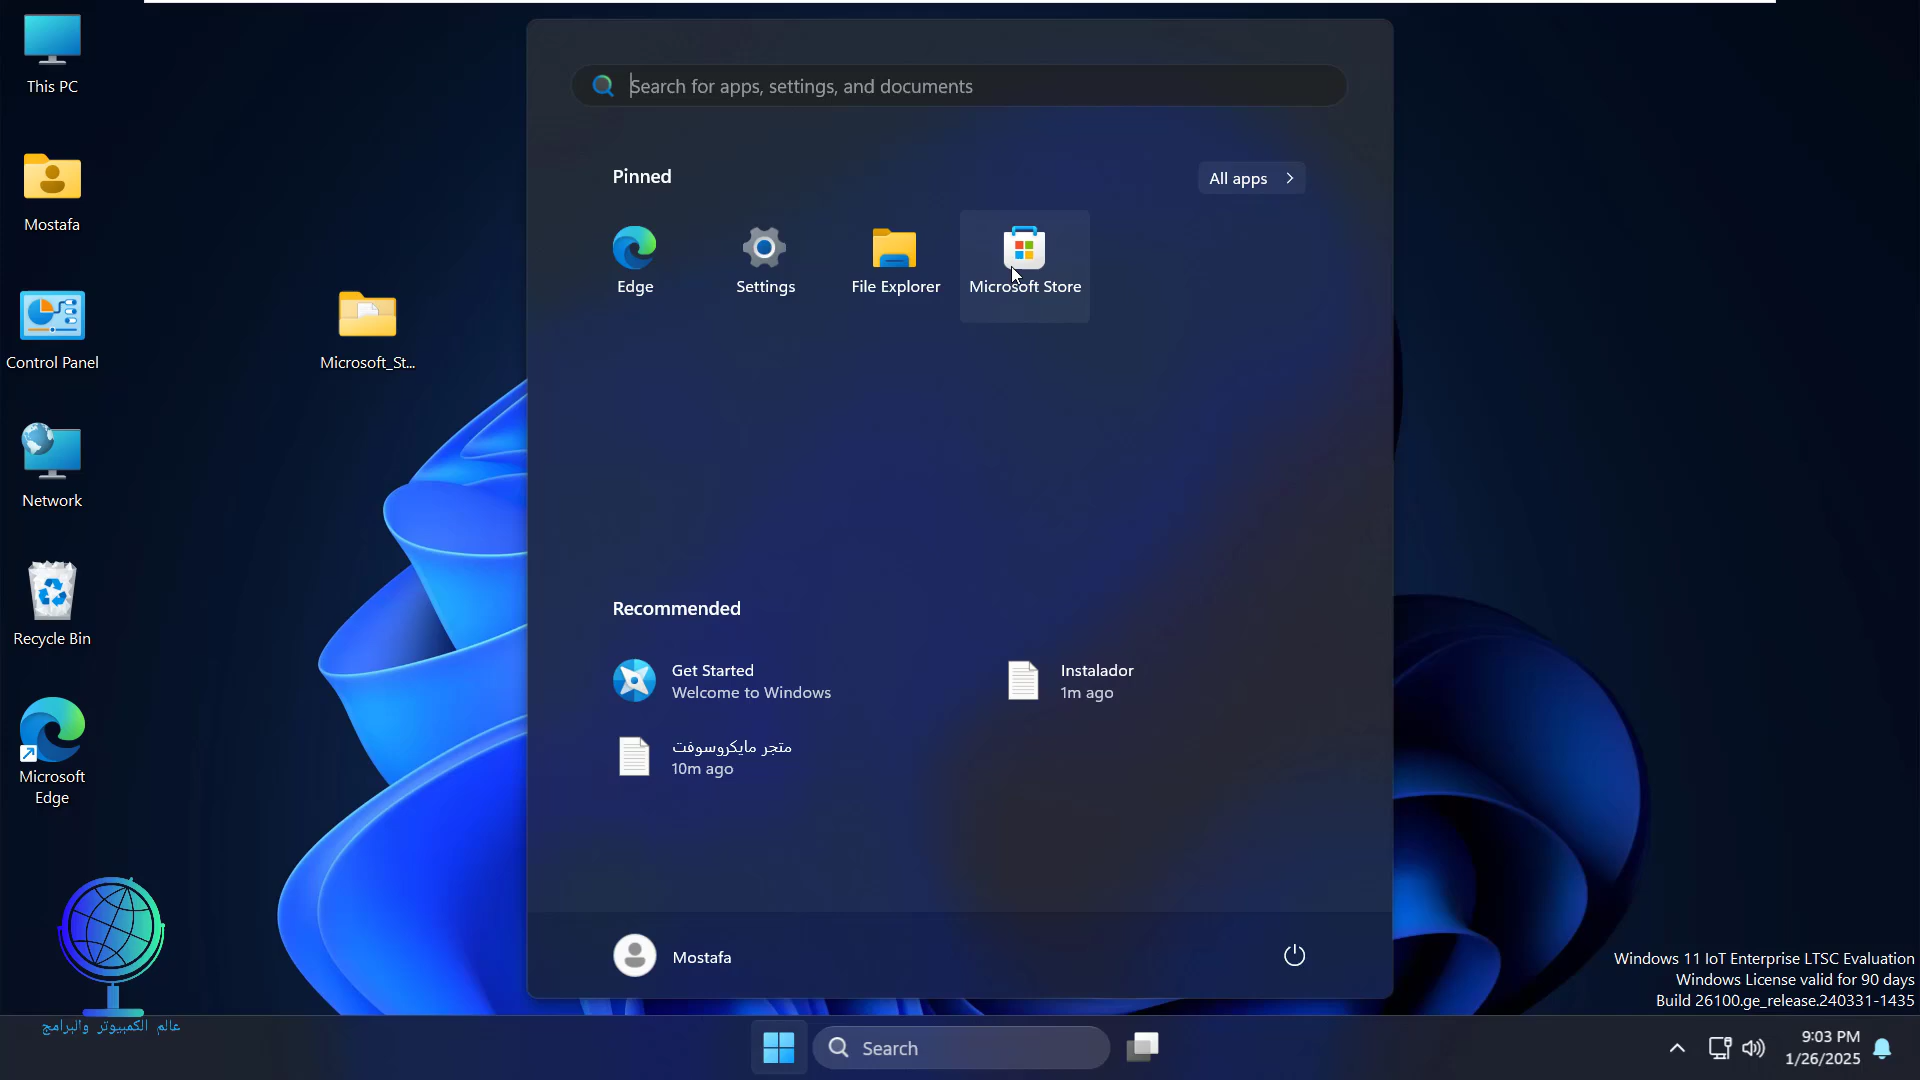 This PC
Mostafa
Control Panel
Network
Recycle Bin
Microsoft
Edge
Microsoft_St...
عالم الكمبيوتر والبرامج
Search for apps, settings, and documents
Pinned
All apps
Edge
Settings
File Explorer
Microsoft Store
Recommended
Get Started
Welcome to Windows
Instalador
1m ago
متجر مايكروسوفت
10m ago
Mostafa
Windows 11 IoT Enterprise LTSC Evaluation
Windows License valid for 90 days
Build 26100.ge_release.240331-1435
Search
9:03 PM
1/26/2025